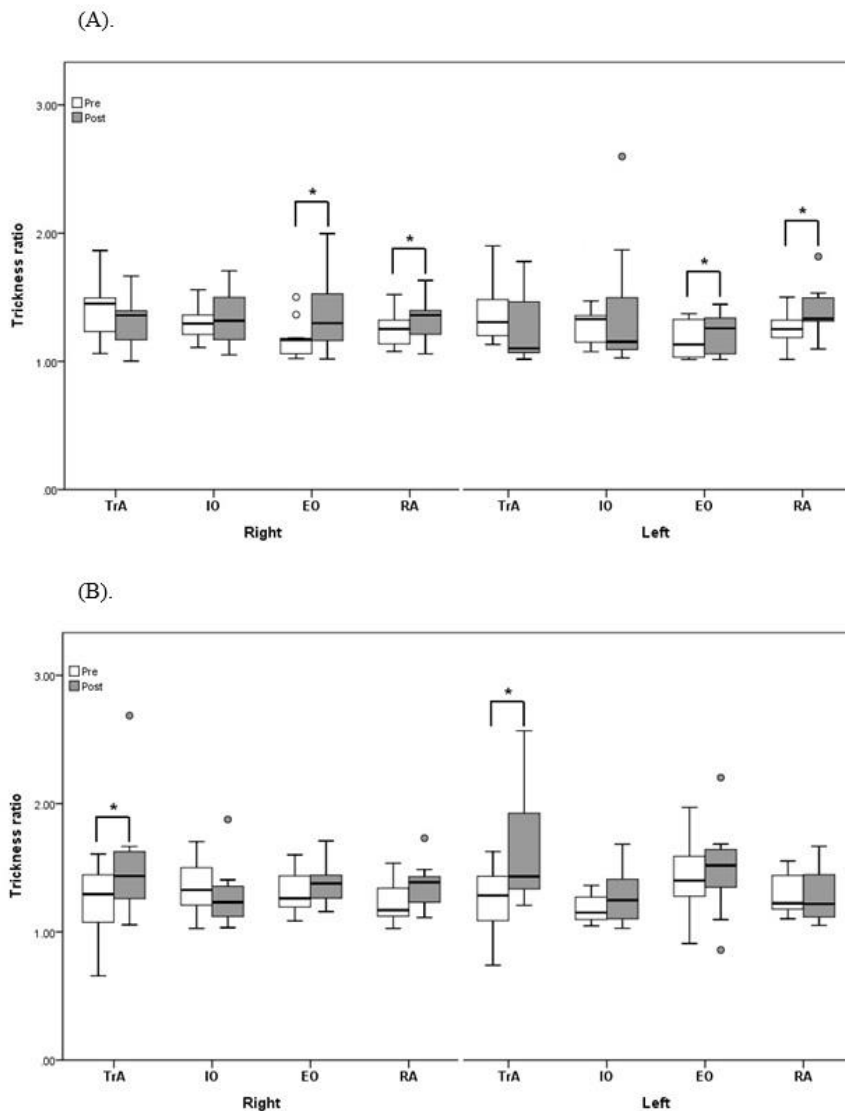 (A).
Pre
Post
3.00
2.00
1.00
.00
Trickness ratio
* * * *
TrA IO EO RA TrA IO EO RA
Right Left
(B).
Pre
Post
3.00
2.00
1.00
.00
Trickness ratio
* *
TrA IO EO RA TrA IO EO RA
Right Left